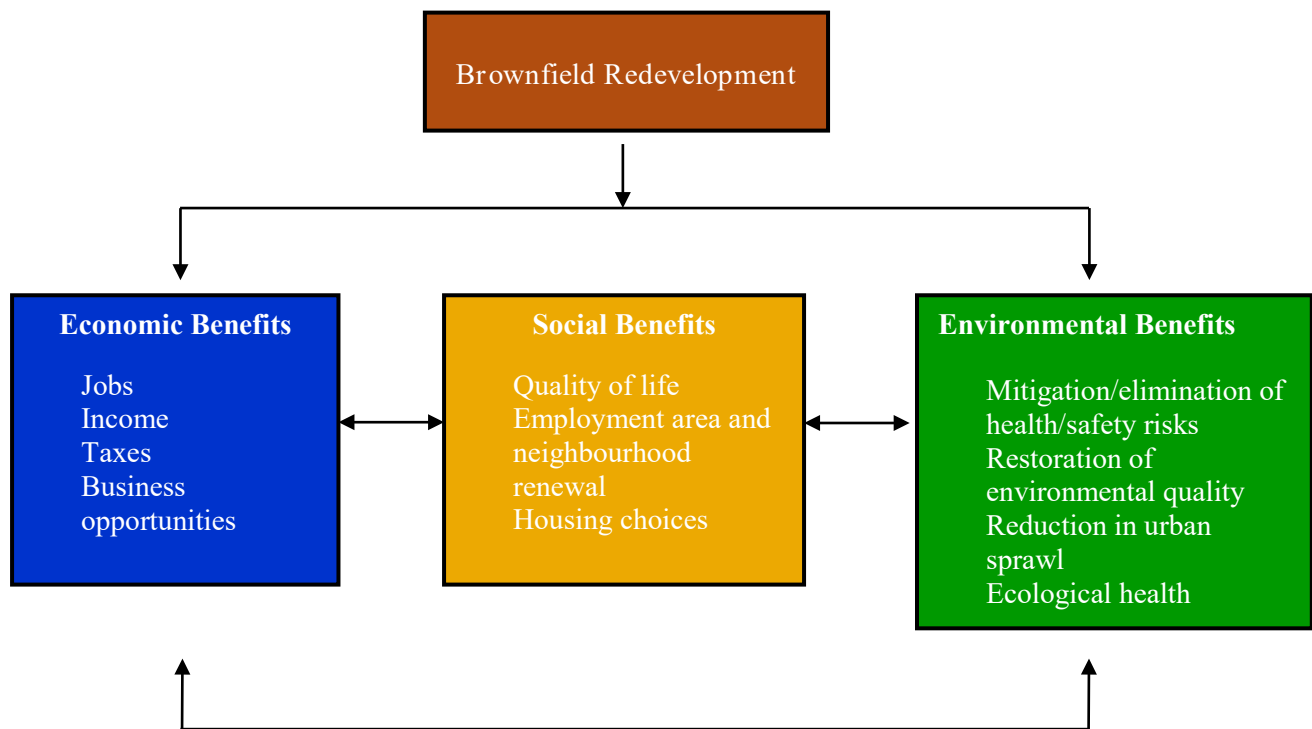 Brownfield Redevelopment
Economic Benefits
Jobs
Income
Taxes
Business
opportunities
Social Benefits
Quality of life
Employment area and
neighbourhood
renewal
Housing choices
Environmental Benefits
Mitigation/elimination of
health/safety risks
Restoration of
environmental quality
Reduction in urban
sprawl
Ecological health